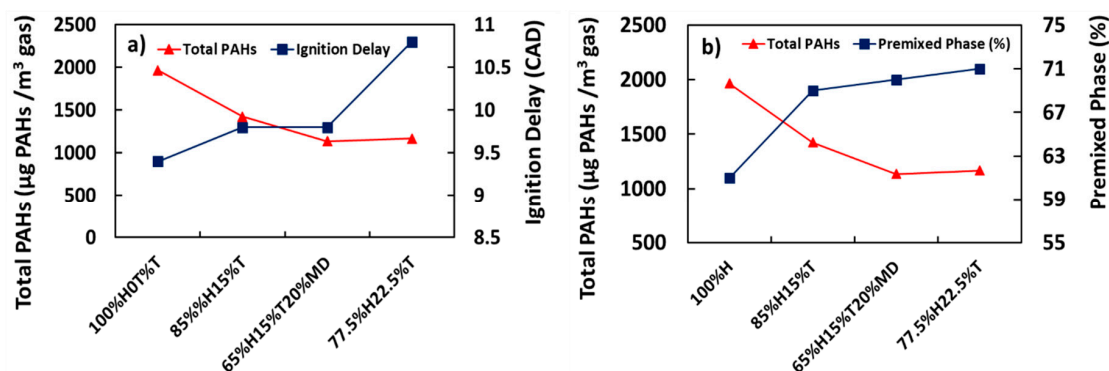 a)
Total PAHs
Ignition Delay
Total PAHs (µg PAHs /m³ gas)
2500
2000
1500
1000
500
0
Ignition Delay (CAD)
11
10.5
10
9.5
9
8.5
100%H0T%T
85%%H15%T
65%H15%T20%MD
77.5%H22.5%T
b)
Total PAHs
Premixed Phase (%)
Total PAHs (µg PAHs /m³ gas)
2500
2000
1500
1000
500
Premixed Phase (%)
75
71
67
63
59
55
100%H
85%H15%T
65%H15%T20%MD
77.5%H22.5%T